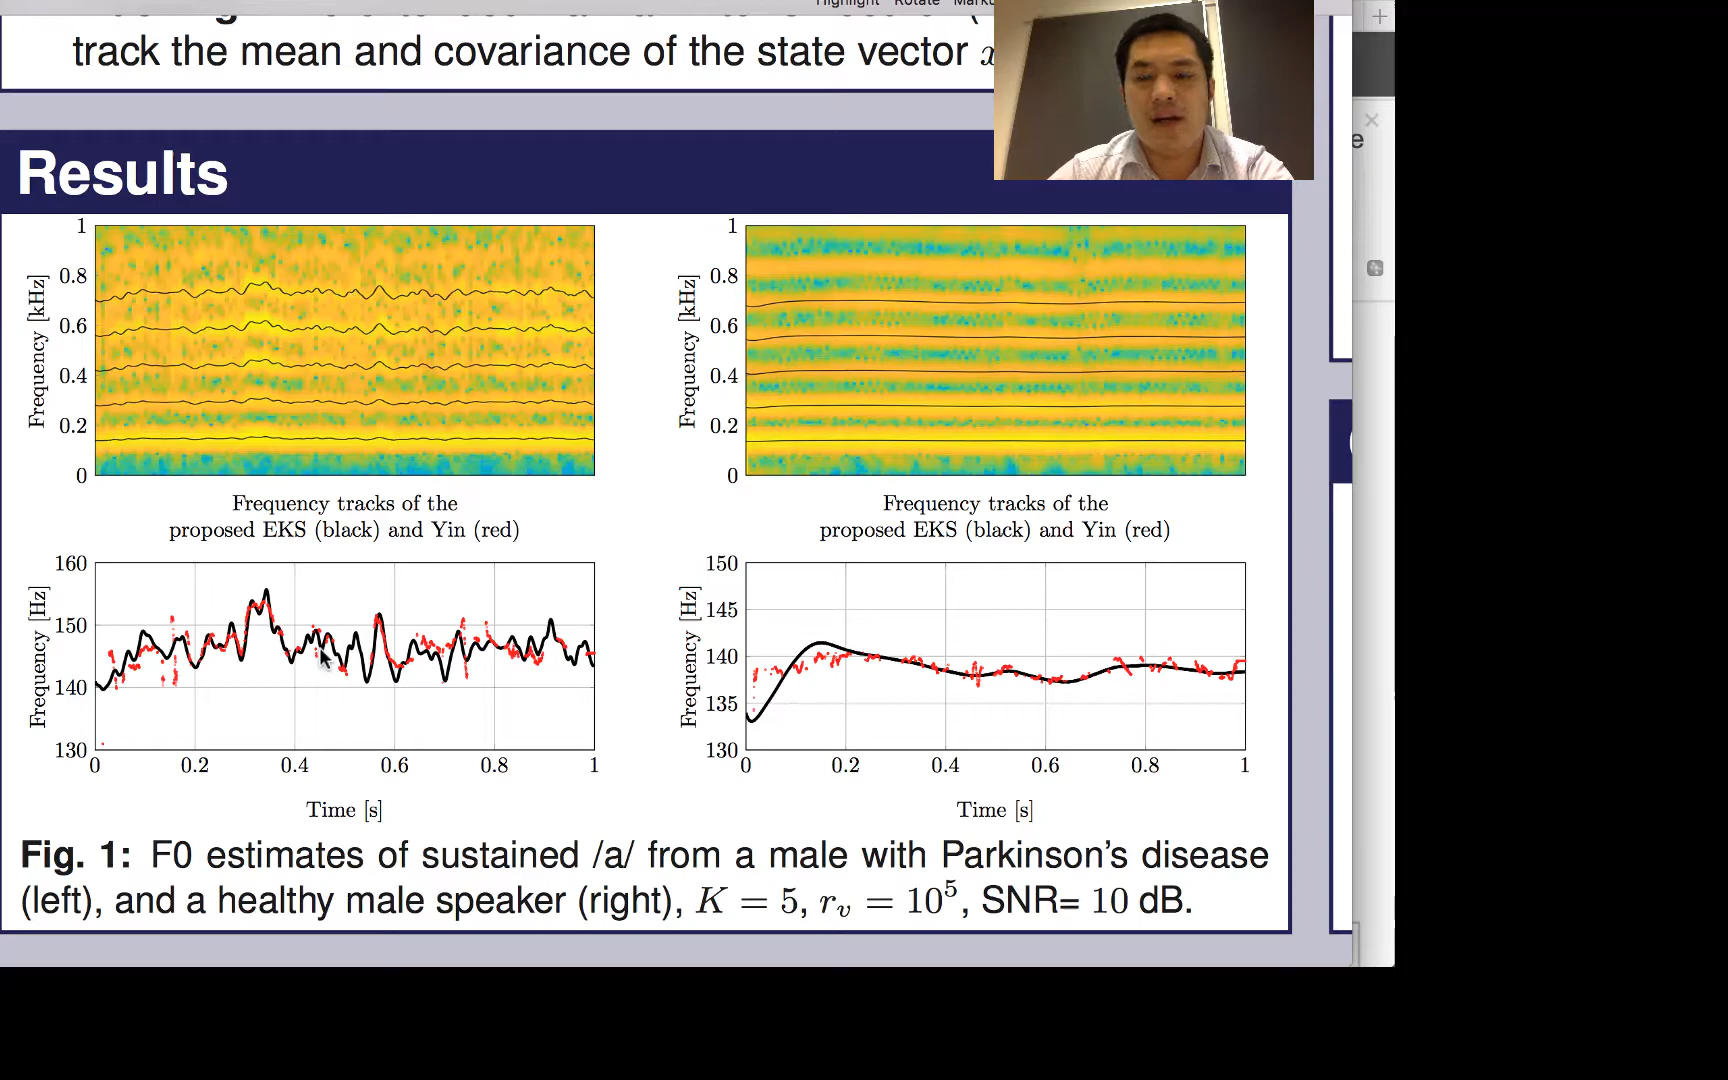 Highlight Rotate
track the mean and covariance of the state vector x
Results
1
0.8
0.6
0.4
0.2
0
Frequency [kHz]
Frequency tracks of the
proposed EKS (black) and Yin (red)
160
150
140
130
Frequency [Hz]
0 0.2 0.4 0.6 0.8 1
Time [s]
1
0.8
0.6
0.4
0.2
0
Frequency [kHz]
Frequency tracks of the
proposed EKS (black) and Yin (red)
150
145
140
135
130
Frequency [Hz]
0 0.2 0.4 0.6 0.8 1
Time [s]
Fig. 1: F0 estimates of sustained /a/ from a male with Parkinson's disease
(left), and a healthy male speaker (right), K = 5, r_v = 10^5, SNR= 10 dB.
e